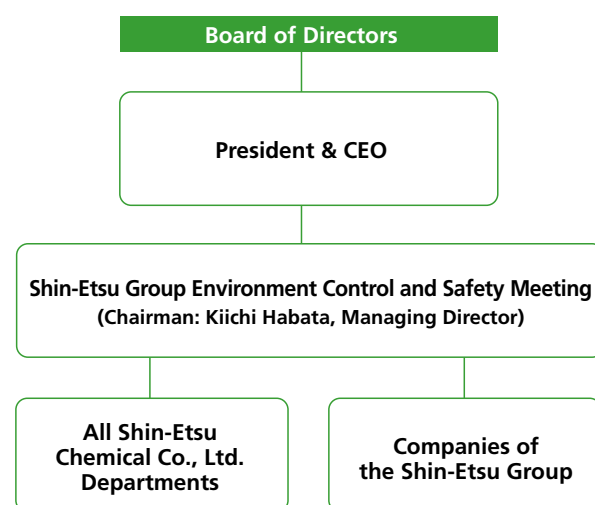 Board of Directors
President & CEO
Shin-Etsu Group Environment Control and Safety Meeting
(Chairman: Kiichi Habata, Managing Director)
All Shin-Etsu
Chemical Co., Ltd.
Departments
Companies of
the Shin-Etsu Group